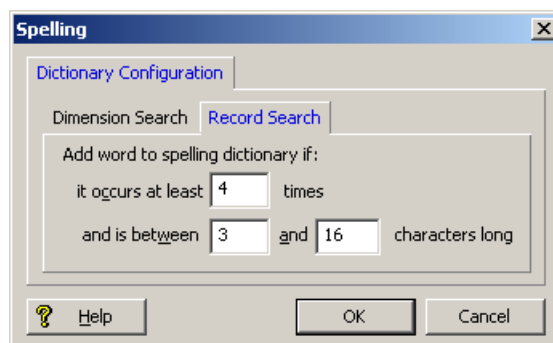 Spelling
Dictionary Configuration
Dimension Search Record Search
Add word to spelling dictionary if:
it occurs at least 4 times
and is between 3 and 16 characters long
? Help OK Cancel